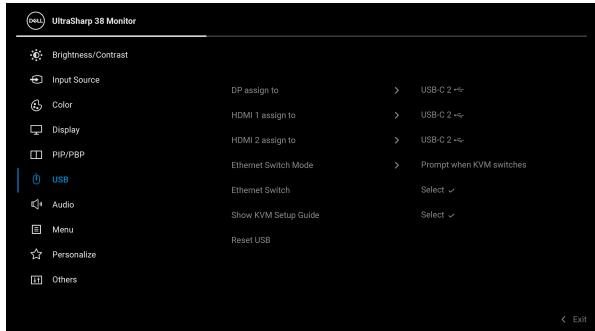 DELL UltraSharp 38 Monitor
Brightness/Contrast
Input Source
Color
Display
PIP/PBP
USB
Audio
Menu
Personalize
Others
DP assign to > USB-C 2
HDMI 1 assign to > USB-C 2
HDMI 2 assign to > USB-C 2
Ethernet Switch Mode > Prompt when KVM switches
Ethernet Switch Select ✓
Show KVM Setup Guide Select ✓
Reset USB
< Exit